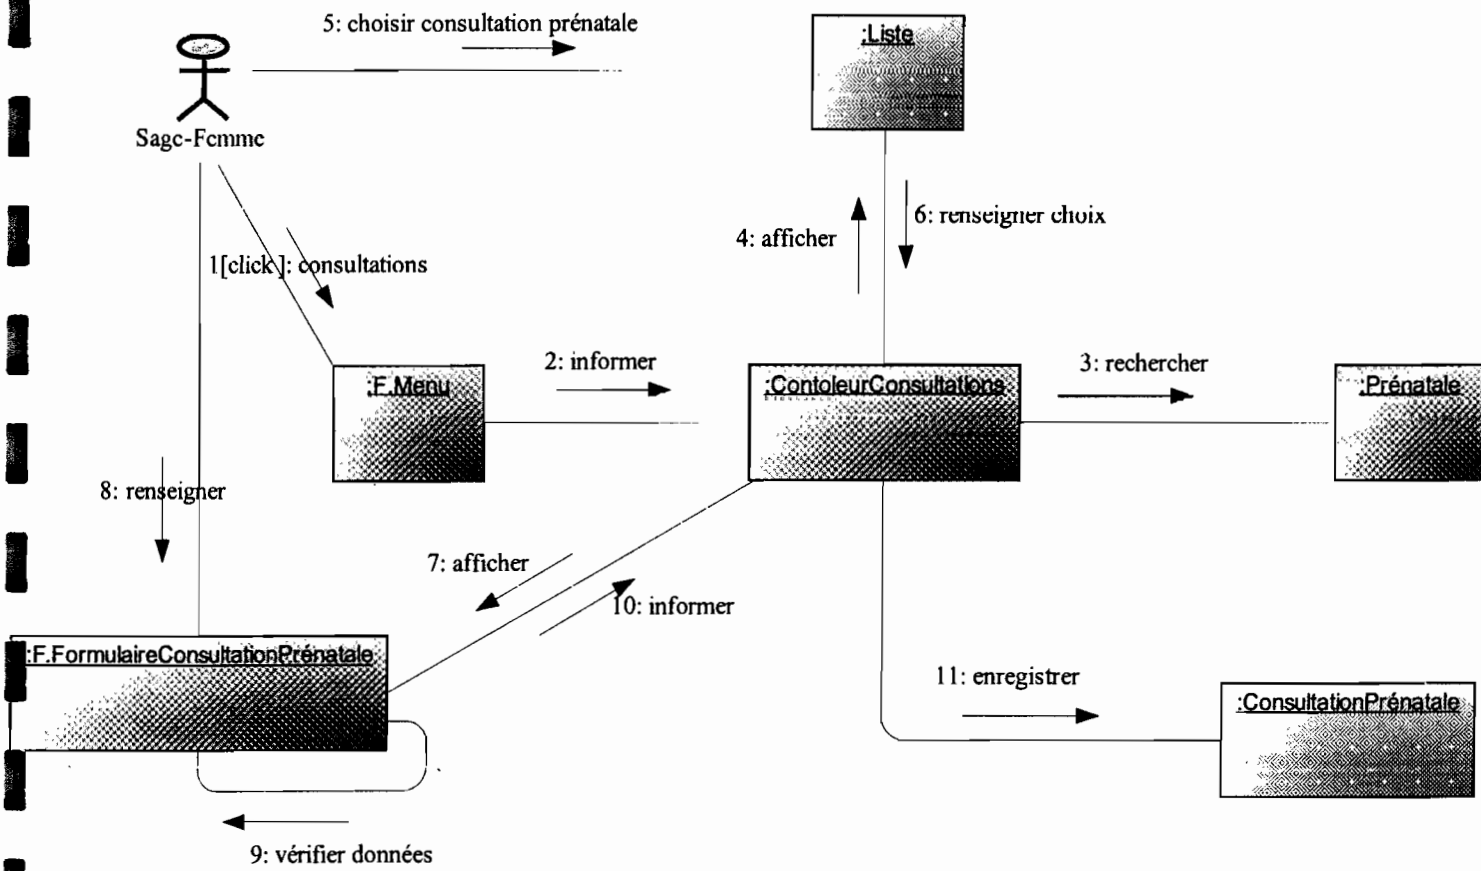 5: choisir consultation prénatale
:Liste
Sage-Femme
6: renseigner choix
4: afficher
1[click]: consultations
2: informer
3: rechercher
:F.Menu
:ContoleurConsultations
:Prénatale
8: renseigner
7: afficher
10: informer
:F.FormulaireConsultationPrénatale
11: enregistrer
:ConsultationPrénatale
9: vérifier données